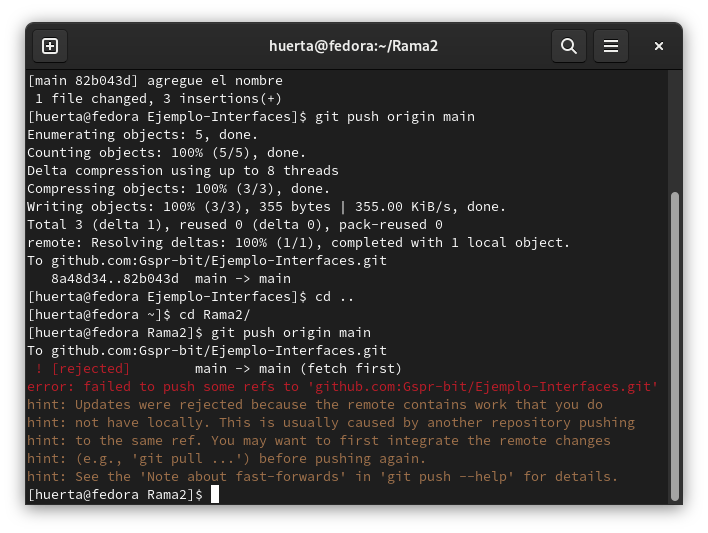 huerta@fedora:~/Rama2
[main 82b043d] agregue el nombre
 1 file changed, 3 insertions(+)
[huerta@fedora Ejemplo-Interfaces]$ git push origin main
Enumerating objects: 5, done.
Counting objects: 100% (5/5), done.
Delta compression using up to 8 threads
Compressing objects: 100% (3/3), done.
Writing objects: 100% (3/3), 355 bytes | 355.00 KiB/s, done.
Total 3 (delta 1), reused 0 (delta 0), pack-reused 0
remote: Resolving deltas: 100% (1/1), completed with 1 local object.
To github.com:Gspr-bit/Ejemplo-Interfaces.git
   8a48d34..82b043d  main -> main
[huerta@fedora Ejemplo-Interfaces]$ cd ..
[huerta@fedora ~]$ cd Rama2/
[huerta@fedora Rama2]$ git push origin main
To github.com:Gspr-bit/Ejemplo-Interfaces.git
 ! [rejected]        main -> main (fetch first)
error: failed to push some refs to 'github.com:Gspr-bit/Ejemplo-Interfaces.git'
hint: Updates were rejected because the remote contains work that you do
hint: not have locally. This is usually caused by another repository pushing
hint: to the same ref. You may want to first integrate the remote changes
hint: (e.g., 'git pull ...') before pushing again.
hint: See the 'Note about fast-forwards' in 'git push --help' for details.
[huerta@fedora Rama2]$